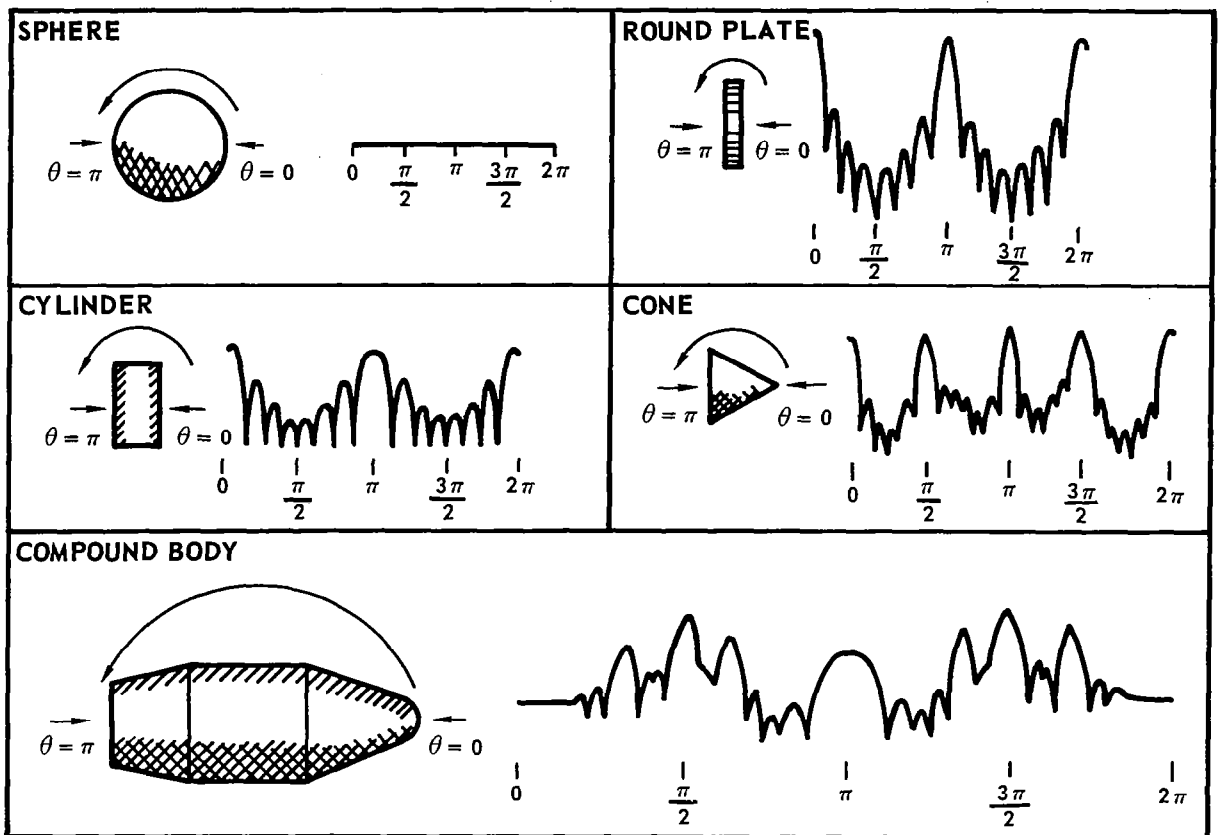 SPHERE
θ = π
θ = 0
0 π/2 π 3π/2 2π
ROUND PLATE
θ = π
θ = 0
0 π/2 π 3π/2 2π
CYLINDER
θ = π
θ = 0
0 π/2 π 3π/2 2π
CONE
θ = π
θ = 0
0 π/2 π 3π/2 2π
COMPOUND BODY
θ = π
θ = 0
0 π/2 π 3π/2 2π